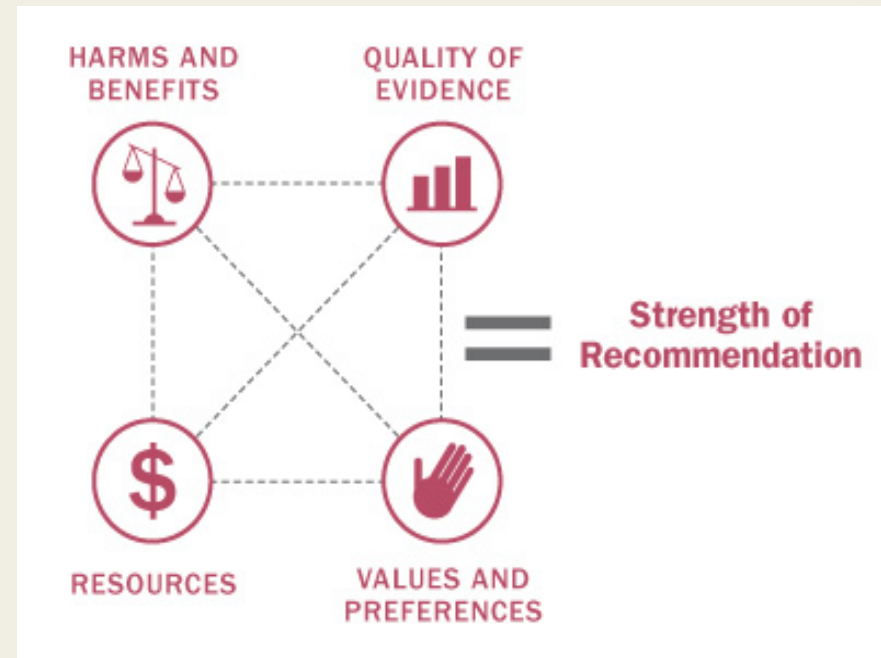 HARMS AND
BENEFITS
QUALITY OF
EVIDENCE
$
=
Strength of
Recommendation
RESOURCES
VALUES AND
PREFERENCES